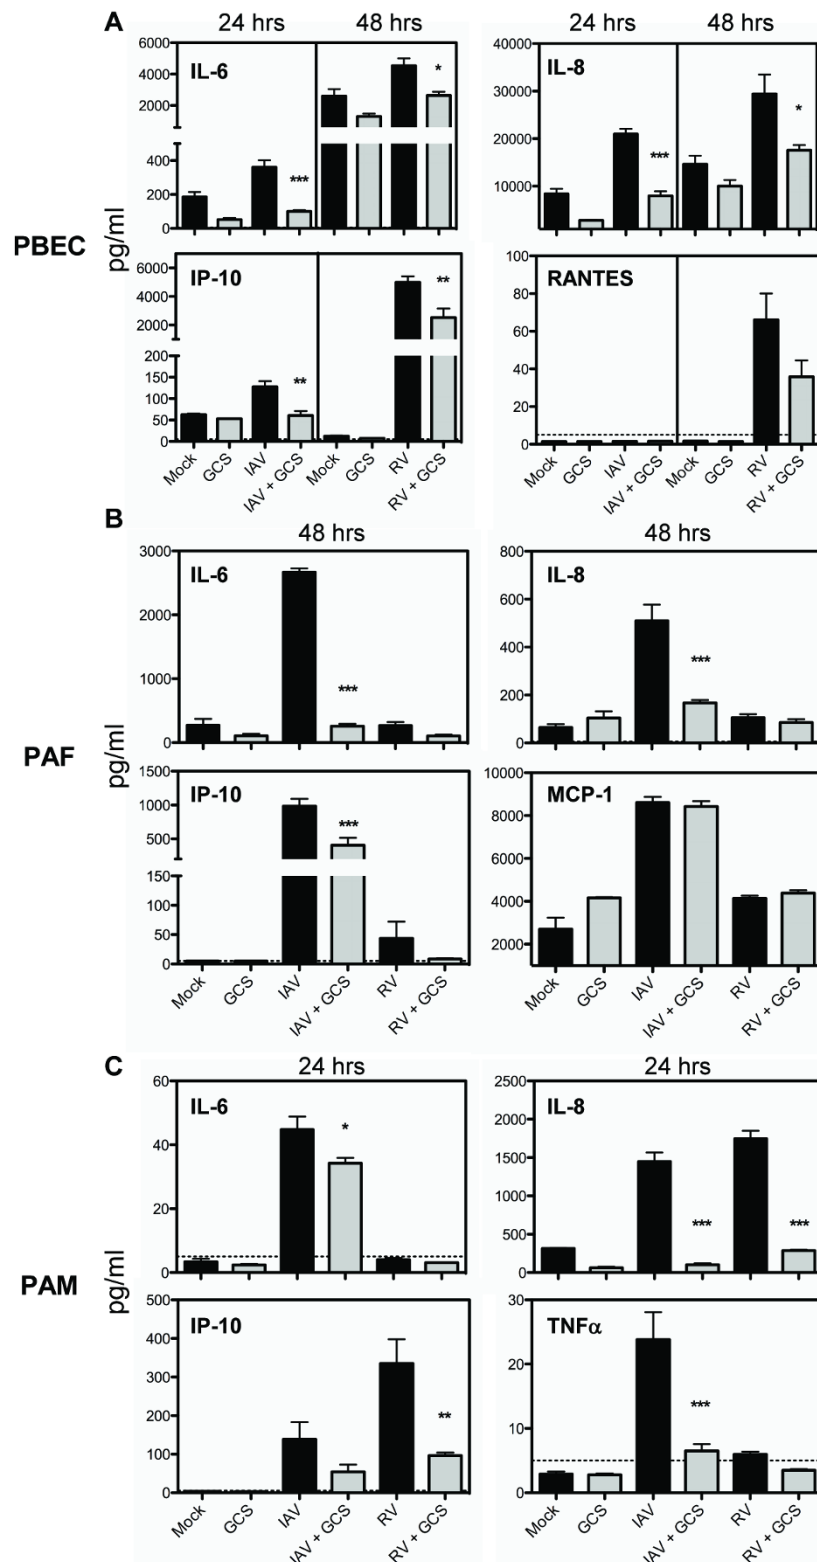 A
24 hrs 48 hrs 24 hrs 48 hrs
PBEC
pg/ml
IL-6
6000
4000
2000
400
200
0
***
*
IL-8
40000
30000
20000
10000
***
*
IP-10
6000
4000
2000
200
150
100
50
0
**
**
Mock GCS IAV IAV + GCS Mock GCS RV RV + GCS
RANTES
100
80
60
40
20
0
Mock GCS IAV IAV + GCS Mock GCS RV RV + GCS
B
48 hrs 48 hrs
PAF
pg/ml
IL-6
3000
2000
1000
0
***
IL-8
800
600
400
200
0
***
IP-10
1500
1000
500
150
100
50
0
***
Mock GCS IAV IAV + GCS RV RV + GCS
MCP-1
10000
8000
6000
4000
2000
Mock GCS IAV IAV + GCS RV RV + GCS
C
24 hrs 24 hrs
PAM
pg/ml
IL-6
60
40
20
0
*
IL-8
2500
2000
1500
1000
500
0
***
***
IP-10
500
400
300
200
100
0
**
Mock GCS IAV IAV + GCS RV RV + GCS
TNFα
30
20
10
0
***
Mock GCS IAV IAV + GCS RV RV + GCS